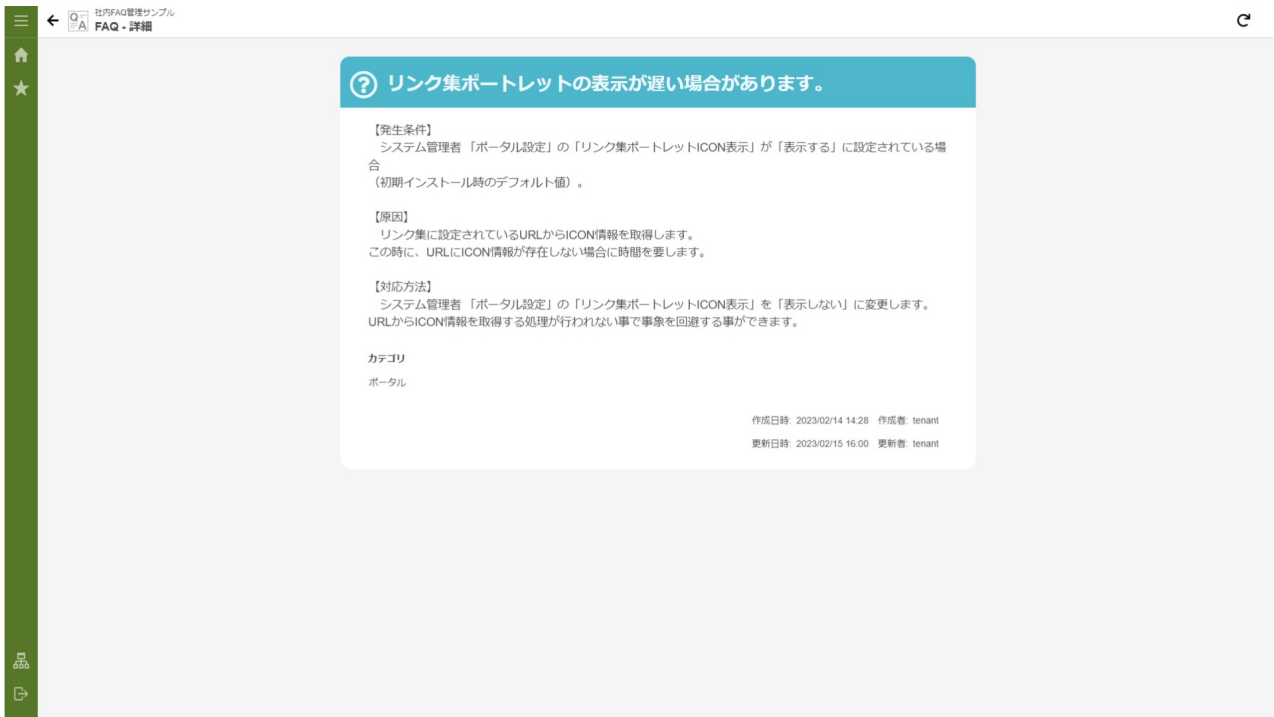 社内FAQ管理サンプル
FAQ - 詳細
リンク集ポートレットの表示が遅い場合があります。
【発生条件】
　システム管理者 「ポータル設定」の「リンク集ポートレットICON表示」が「表示する」に設定されている場
合
（初期インストール時のデフォルト値）。
【原因】
　リンク集に設定されているURLからICON情報を取得します。
この時に、URLにICON情報が存在しない場合に時間を要します。
【対応方法】
　システム管理者 「ポータル設定」の「リンク集ポートレットICON表示」を「表示しない」に変更します。
URLからICON情報を取得する処理が行われない事で事象を回避する事ができます。
カテゴリ
ポータル
作成日時: 2023/02/14 14:28 作成者: tenant
更新日時: 2023/02/15 16:00 更新者: tenant